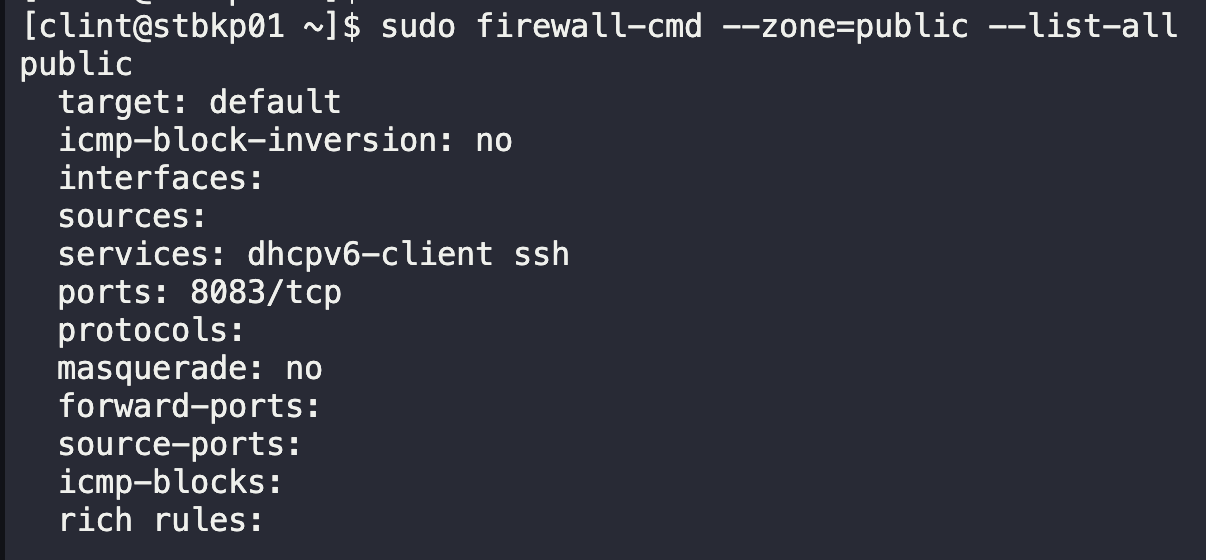 [clint@stbkp01 ~]$ sudo firewall-cmd --zone=public --list-all
public
  target: default
  icmp-block-inversion: no
  interfaces:
  sources:
  services: dhcpv6-client ssh
  ports: 8083/tcp
  protocols:
  masquerade: no
  forward-ports:
  source-ports:
  icmp-blocks:
  rich rules: